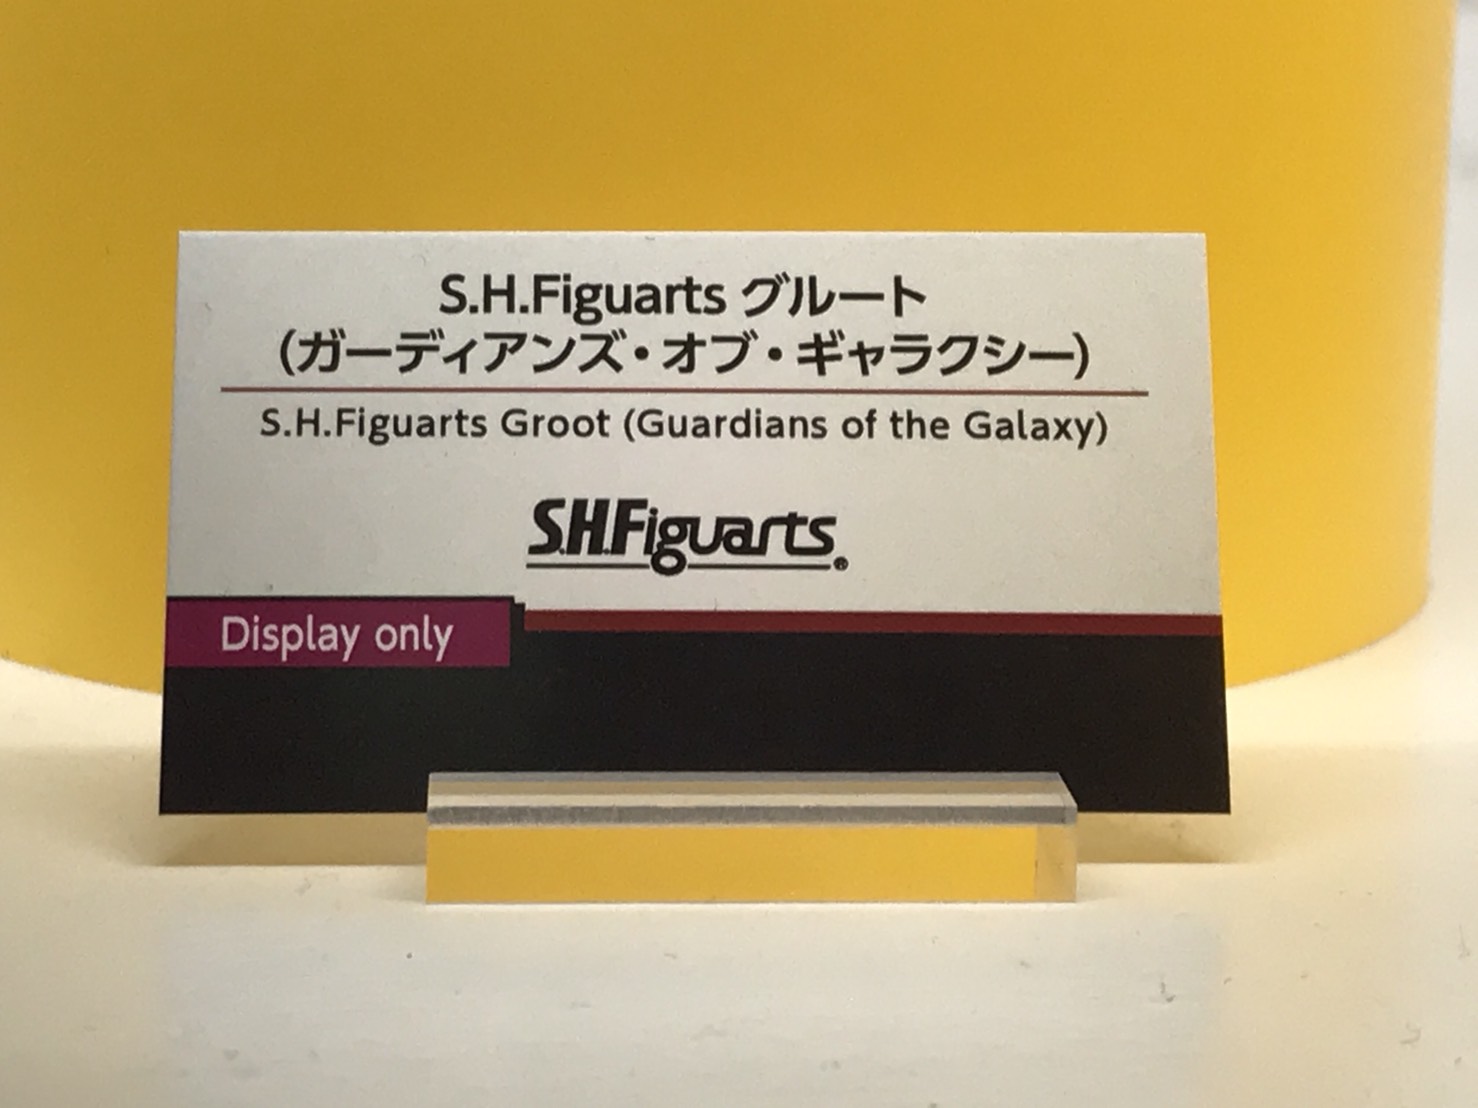 S.H.Figuarts グルート
(ガーディアンズ・オブ・ギャラクシー)
S.H.Figuarts Groot (Guardians of the Galaxy)
S.H.Figuarts®
Display only